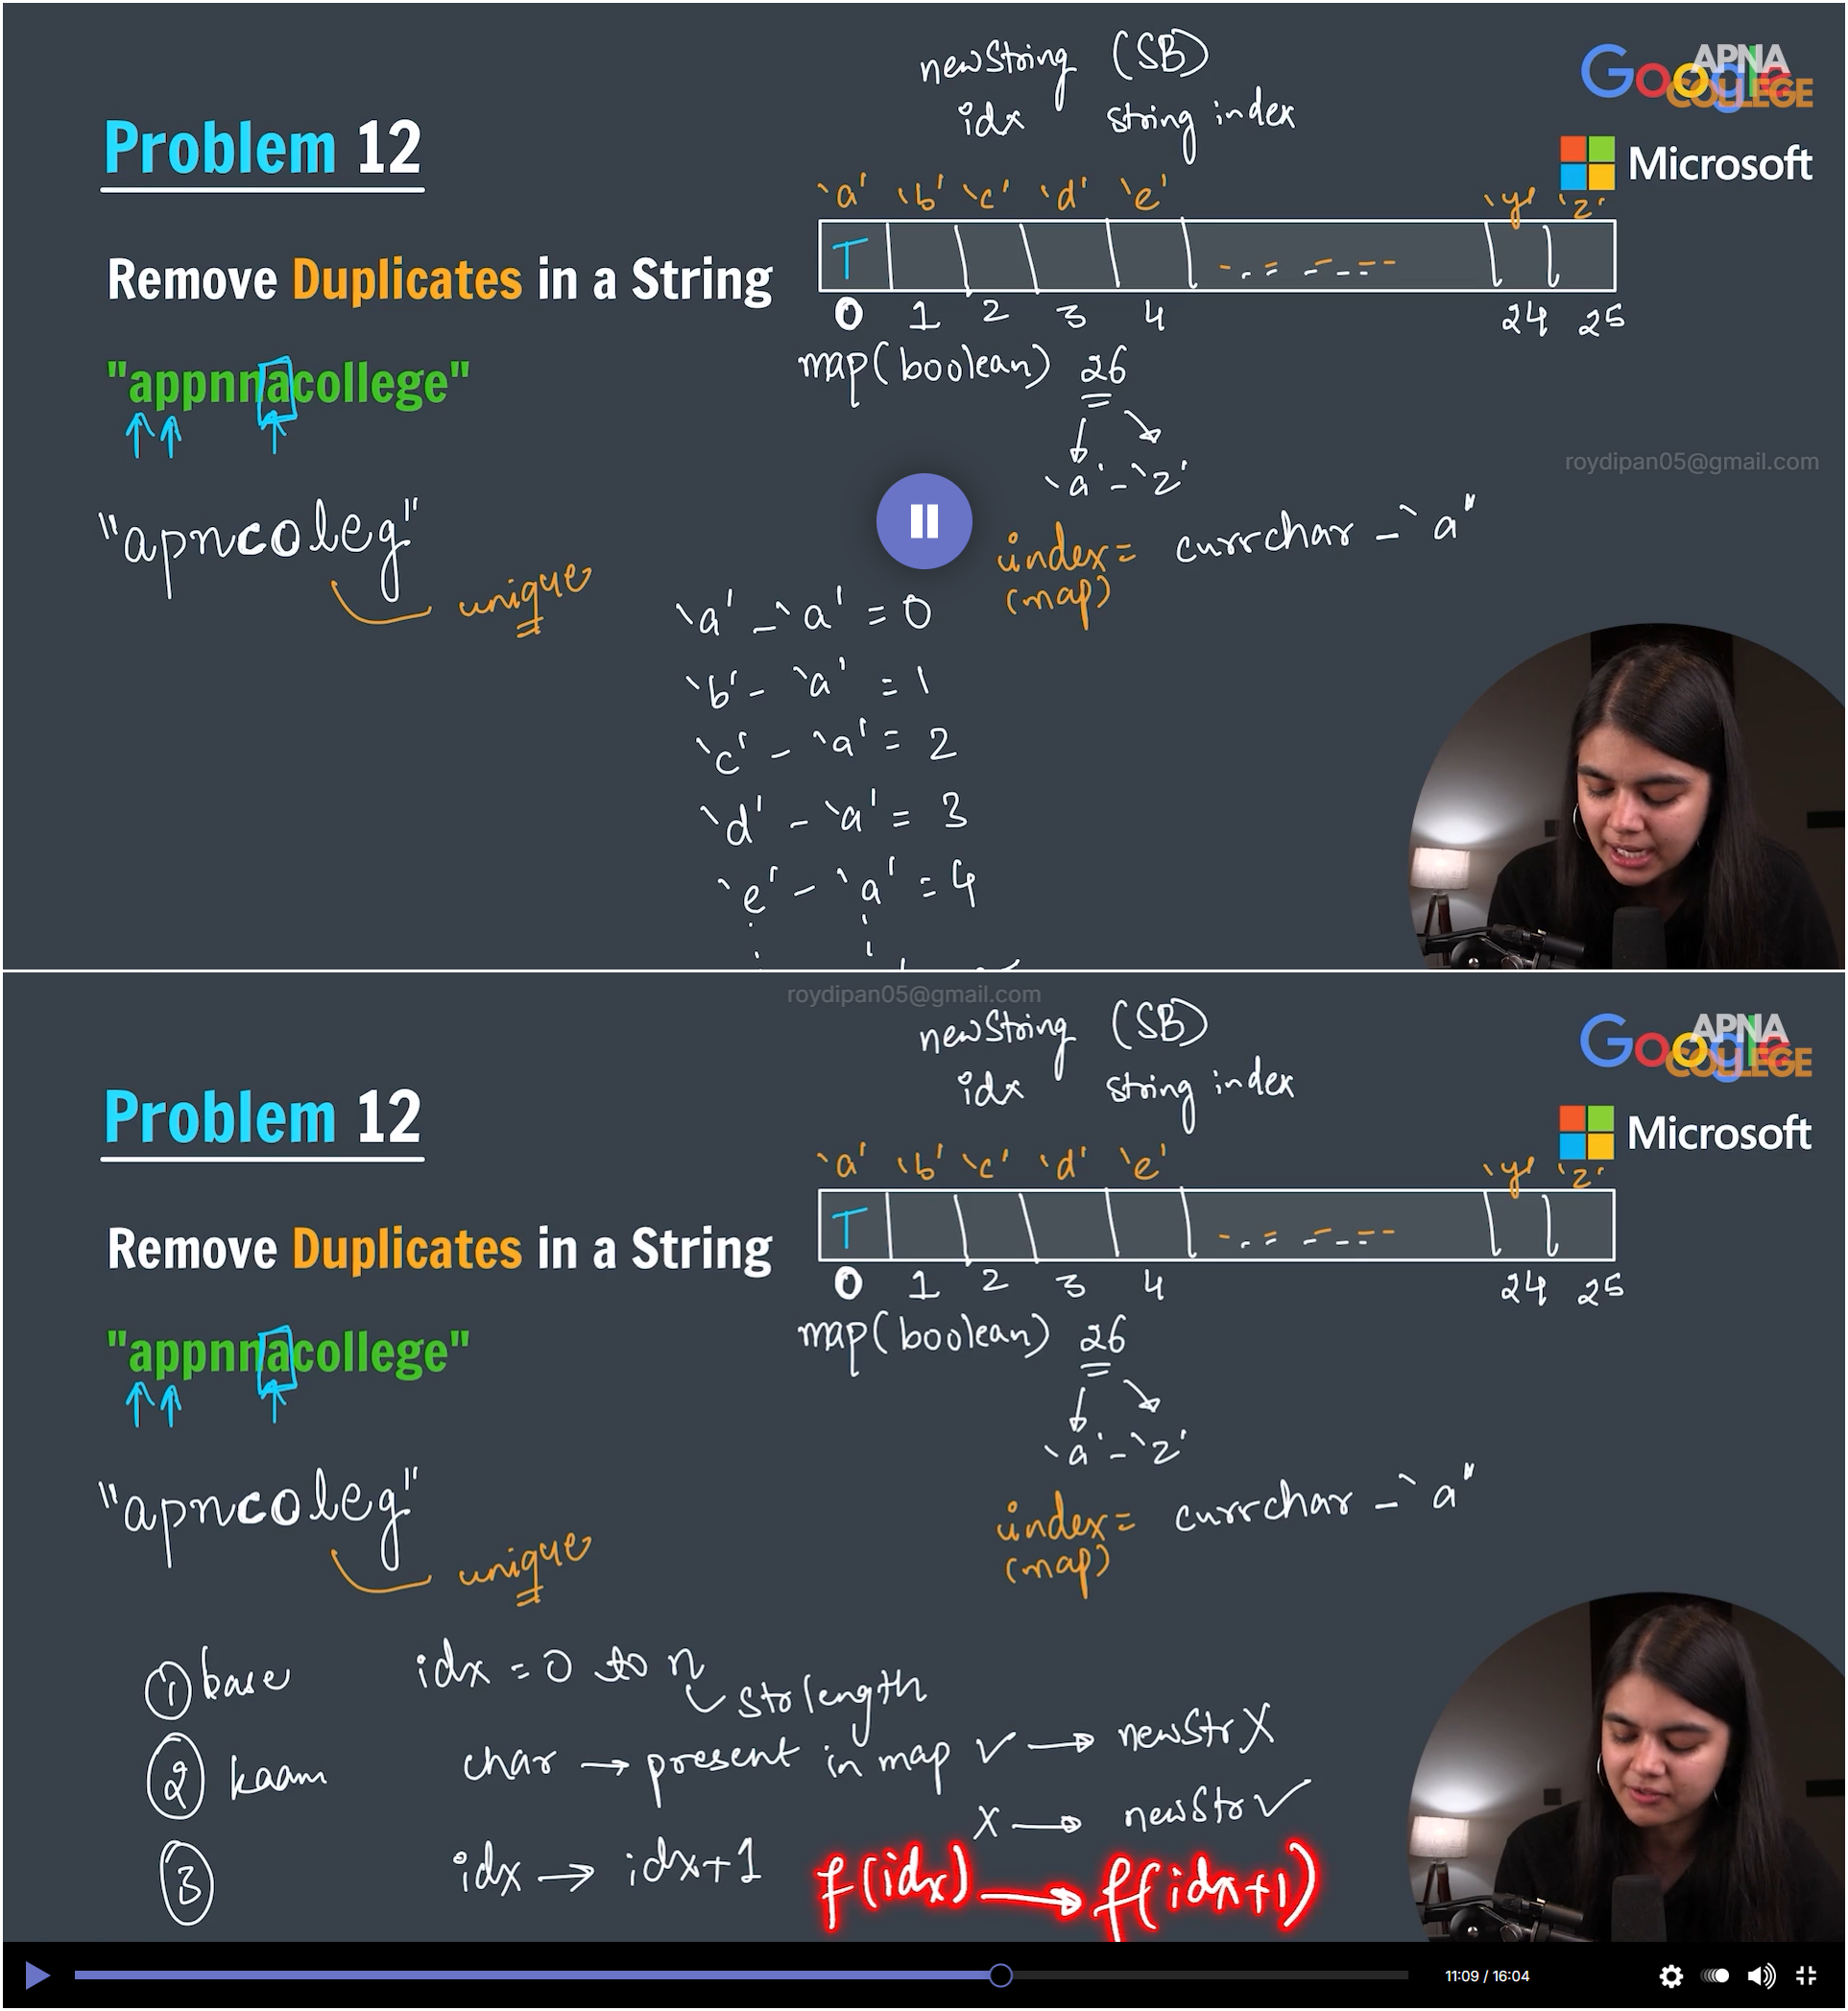 newString (SB)
idx string index
Google
APNA
COLLEGE
Microsoft
Problem 12
'a' 'b' 'c' 'd' 'e' 'y' 'z'
T
Remove Duplicates in a String
0 1 2 3 4 24 25
map(boolean) 26
"appnnacollege"
'a'-'z'
roydipan05@gmail.com
"apncoleg"
unique
index = currchar - 'a'
(map)
'a' - 'a' = 0
'b' - 'a' = 1
'c' - 'a' = 2
'd' - 'a' = 3
'e' - 'a' = 4
roydipan05@gmail.com
newString (SB)
idx string index
Google
APNA
COLLEGE
Microsoft
Problem 12
'a' 'b' 'c' 'd' 'e' 'y' 'z'
T
Remove Duplicates in a String
0 1 2 3 4 24 25
map(boolean) 26
"appnnacollege"
'a'-'z'
"apncoleg"
unique
index = currchar - 'a'
(map)
① base idx = 0 to n
str length
② kaam char → present in map ✓ → newStr X
X → newStr ✓
③ idx → idx+1 f(idx) → f(idx+1)
11:09 / 16:04